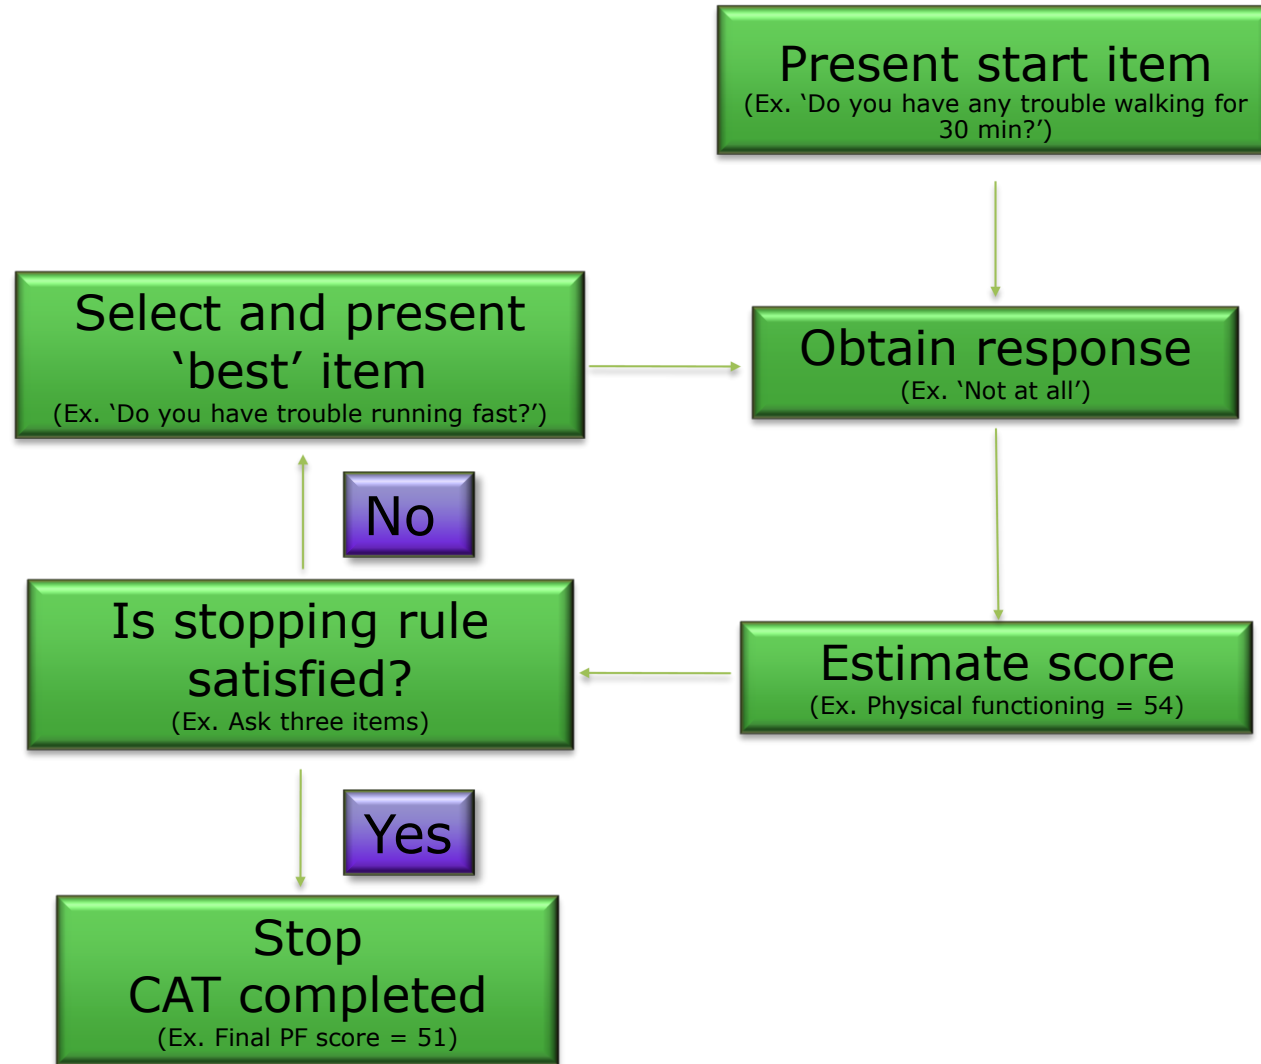 Present start item
(Ex. ‘Do you have any trouble walking for
30 min?’)
Select and present
‘best’ item
(Ex. ‘Do you have trouble running fast?’)
Obtain response
(Ex. ‘Not at all’)
No
Is stopping rule
satisfied?
(Ex. Ask three items)
Estimate score
(Ex. Physical functioning = 54)
Yes
Stop
CAT completed
(Ex. Final PF score = 51)